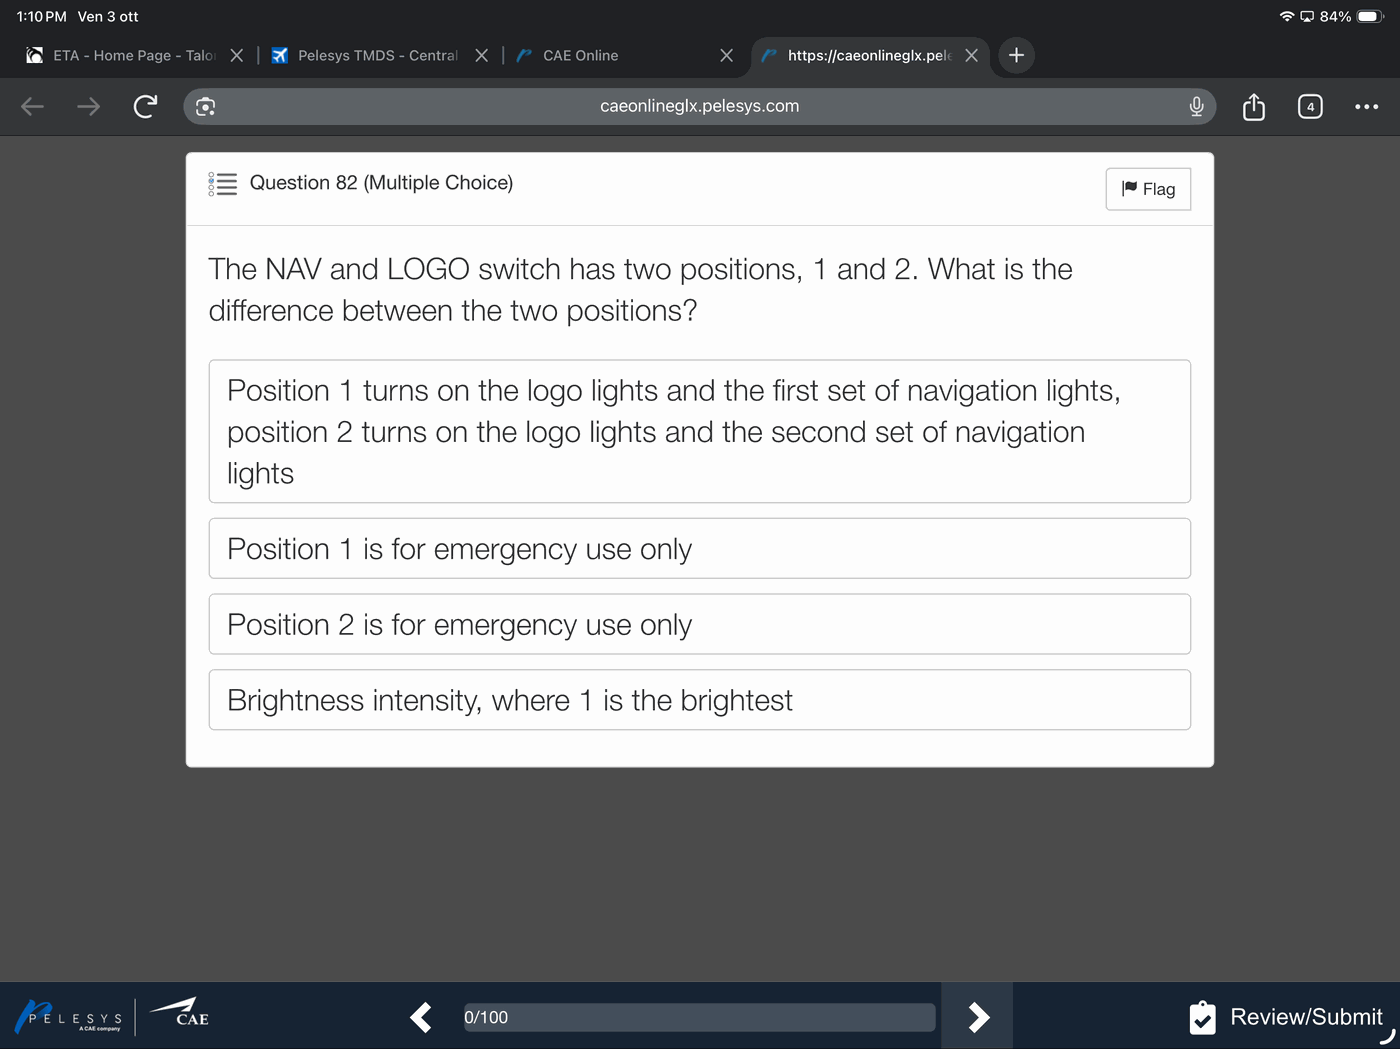 1:10 PM Ven 3 ott
84%
ETA - Home Page - Talo
Pelesys TMDS - Central
CAE Online
https://caeonlineglx.pele
caeonlineglx.pelesys.com
4
Question 82 (Multiple Choice)
Flag
The NAV and LOGO switch has two positions, 1 and 2. What is the
difference between the two positions?
Position 1 turns on the logo lights and the first set of navigation lights,
position 2 turns on the logo lights and the second set of navigation
lights
Position 1 is for emergency use only
Position 2 is for emergency use only
Brightness intensity, where 1 is the brightest
PELESYS
A CAE company
CAE
0/100
Review/Submit